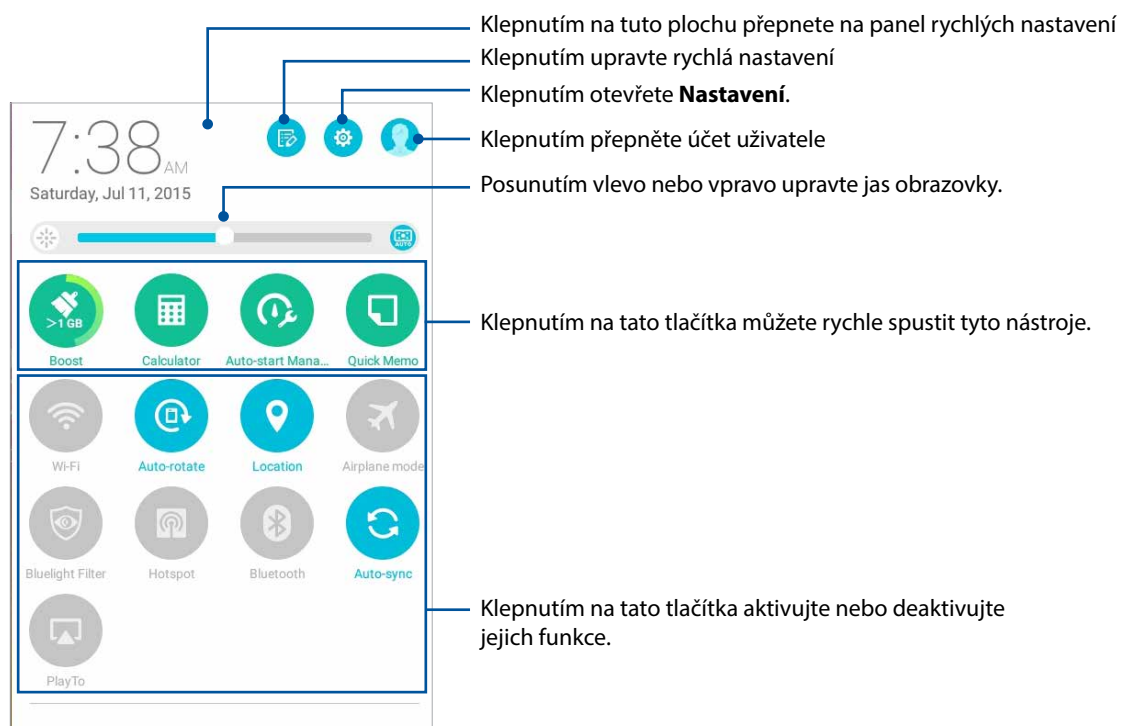 Klepnutím na tuto plochu přepnete na panel rychlých nastavení
Klepnutím upravte rychlá nastavení
Klepnutím otevřete Nastavení.
Klepnutím přepněte účet uživatele
Posunutím vlevo nebo vpravo upravte jas obrazovky.
7:38 AM
Saturday, Jul 11, 2015
AUTO
>1 GB
Boost
Calculator
Auto-start Mana...
Quick Memo
Klepnutím na tato tlačítka můžete rychle spustit tyto nástroje.
Wi-Fi
Auto-rotate
Location
Airplane mode
Bluelight Filter
Hotspot
Bluetooth
Auto-sync
Klepnutím na tato tlačítka aktivujte nebo deaktivujte
jejich funkce.
PlayTo